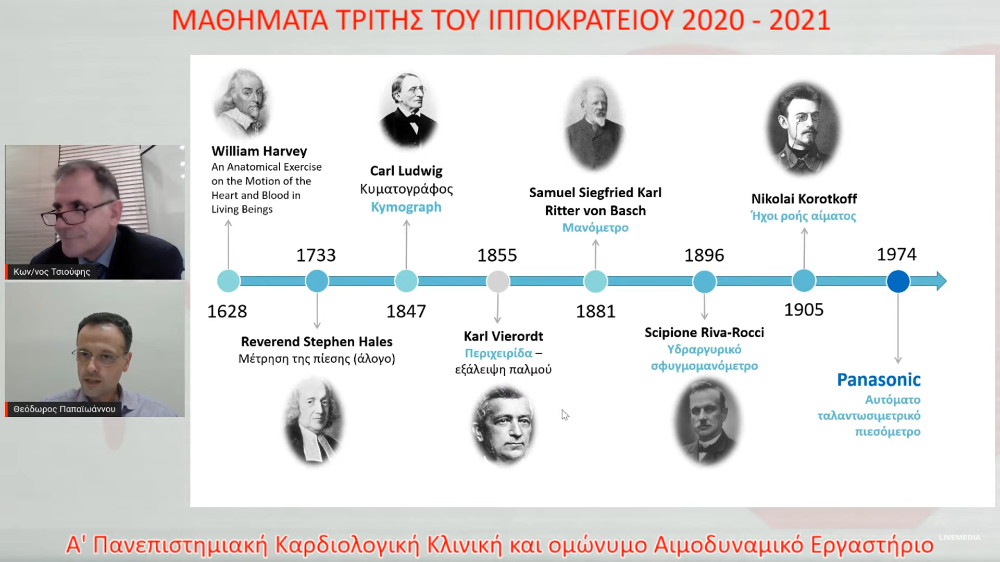 ΜΑΘΗΜΑΤΑ ΤΡΙΤΗΣ ΤΟΥ ΙΠΠΟΚΡΑΤΕΙΟΥ 2020 - 2021
William Harvey
An Anatomical Exercise
on the Motion of the
Heart and Blood in
Living Beings
1628
1733
Reverend Stephen Hales
Μέτρηση της πίεσης (άλογο)
Carl Ludwig
Κυματογράφος
Kymograph
1847
1855
Karl Vierordt
Περιχειρίδα –
εξάλειψη παλμού
Samuel Siegfried Karl
Ritter von Basch
Μανόμετρο
1881
1896
Scipione Riva-Rocci
Υδραργυρικό
σφυγμομανόμετρο
Nikolai Korotkoff
Ήχοι ροής αίματος
1905
1974
Panasonic
Αυτόματο
ταλαντωσιμετρικό
πιεσόμετρο
Κων/νος Τσιούφης
Θεόδωρος Παπαϊωάννου
LIVEMEDIA
Α' Πανεπιστημιακή Καρδιολογική Κλινική και ομώνυμο Αιμοδυναμικό Εργαστήριο